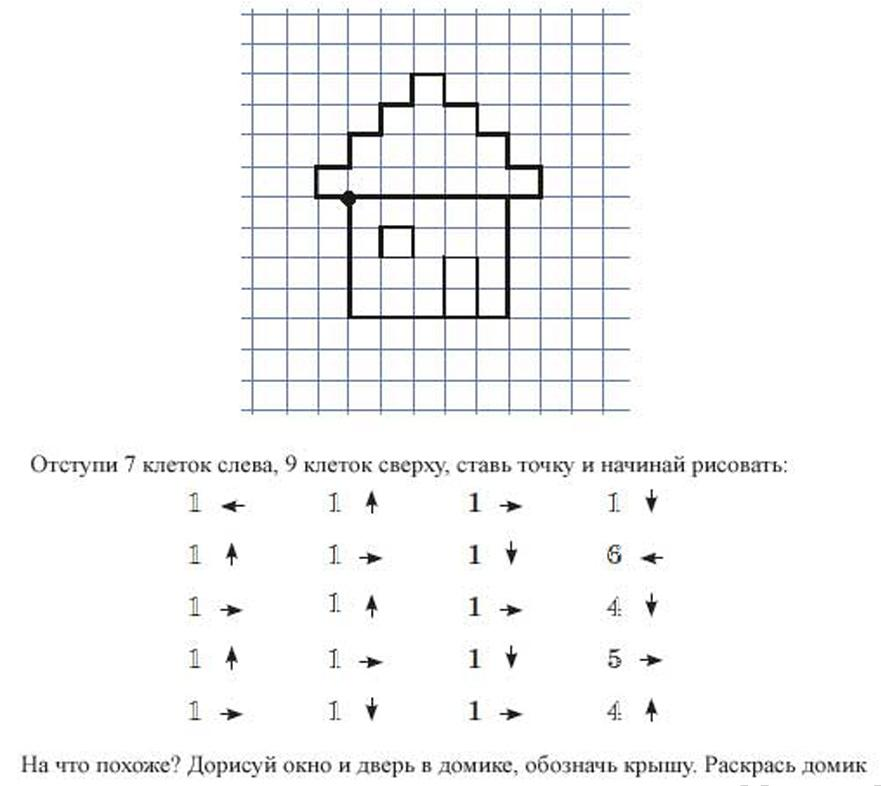 Отступи 7 клеток слева, 9 клеток сверху, ставь точку и начинай рисовать:
1 ← 1 ↑ 1 → 1 ↓
1 ↑ 1 → 1 ↓ 6 ←
1 → 1 ↑ 1 → 4 ↓
1 ↑ 1 → 1 ↓ 5 →
1 → 1 ↓ 1 → 4 ↑
На что похоже? Дорисуй окно и дверь в домике, обозначь крышу. Раскрась домик